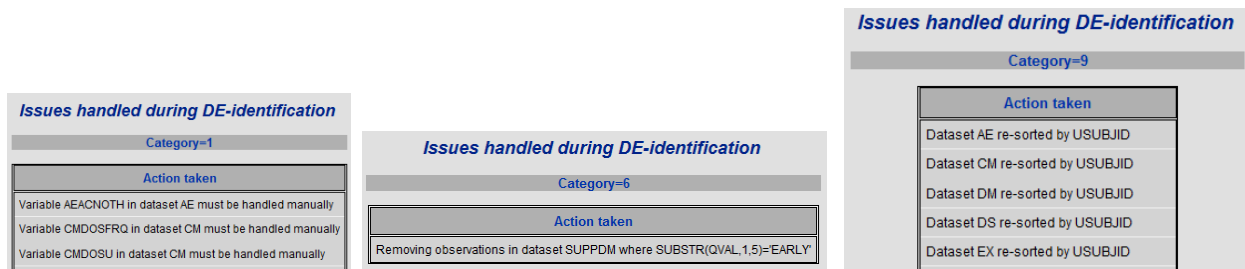 Issues handled during DE-identification
Category=1
Action taken
Variable AEACNOTH in dataset AE must be handled manually
Variable CMDOSFRQ in dataset CM must be handled manually
Variable CMDOSU in dataset CM must be handled manually
Issues handled during DE-identification
Category=6
Action taken
Removing observations in dataset SUPPDM where SUBSTR(QVAL,1,5)='EARLY'
Issues handled during DE-identification
Category=9
Action taken
Dataset AE re-sorted by USUBJID
Dataset CM re-sorted by USUBJID
Dataset DM re-sorted by USUBJID
Dataset DS re-sorted by USUBJID
Dataset EX re-sorted by USUBJID